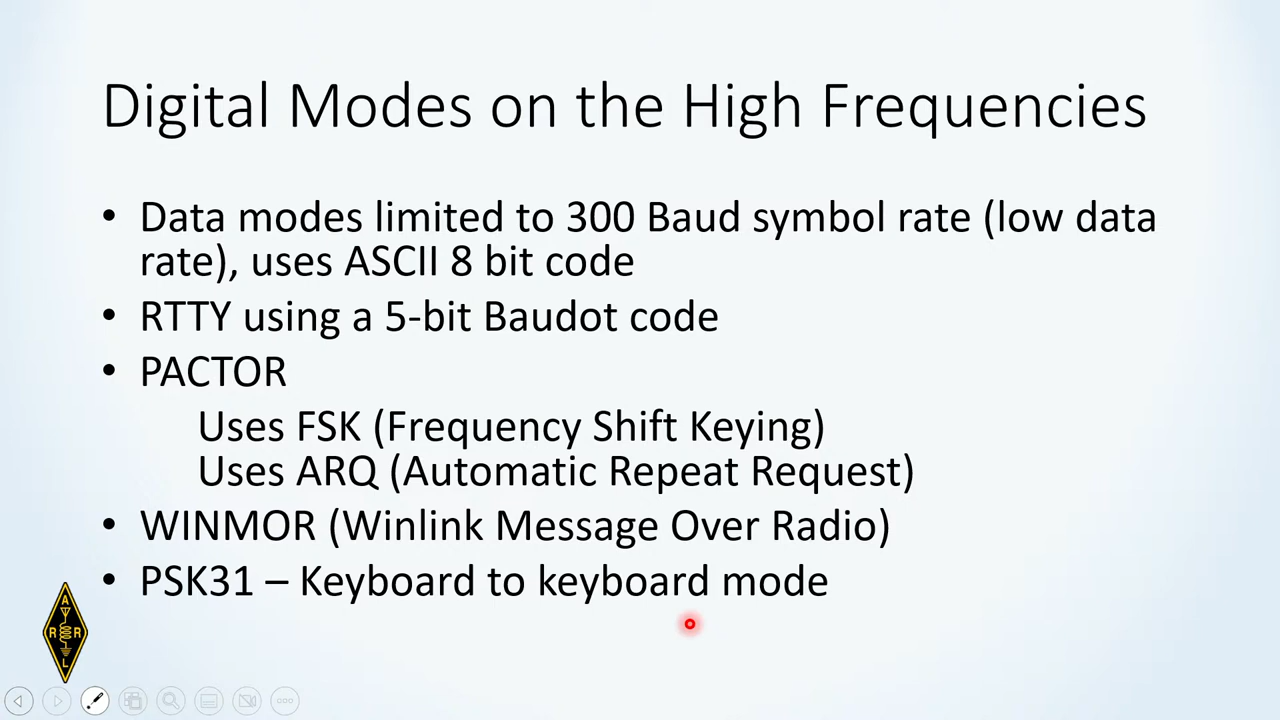 Digital Modes on the High Frequencies
• Data modes limited to 300 Baud symbol rate (low data
rate), uses ASCII 8 bit code
• RTTY using a 5-bit Baudot code
• PACTOR
Uses FSK (Frequency Shift Keying)
Uses ARQ (Automatic Repeat Request)
• WINMOR (Winlink Message Over Radio)
• PSK31 – Keyboard to keyboard mode
A
R R
L